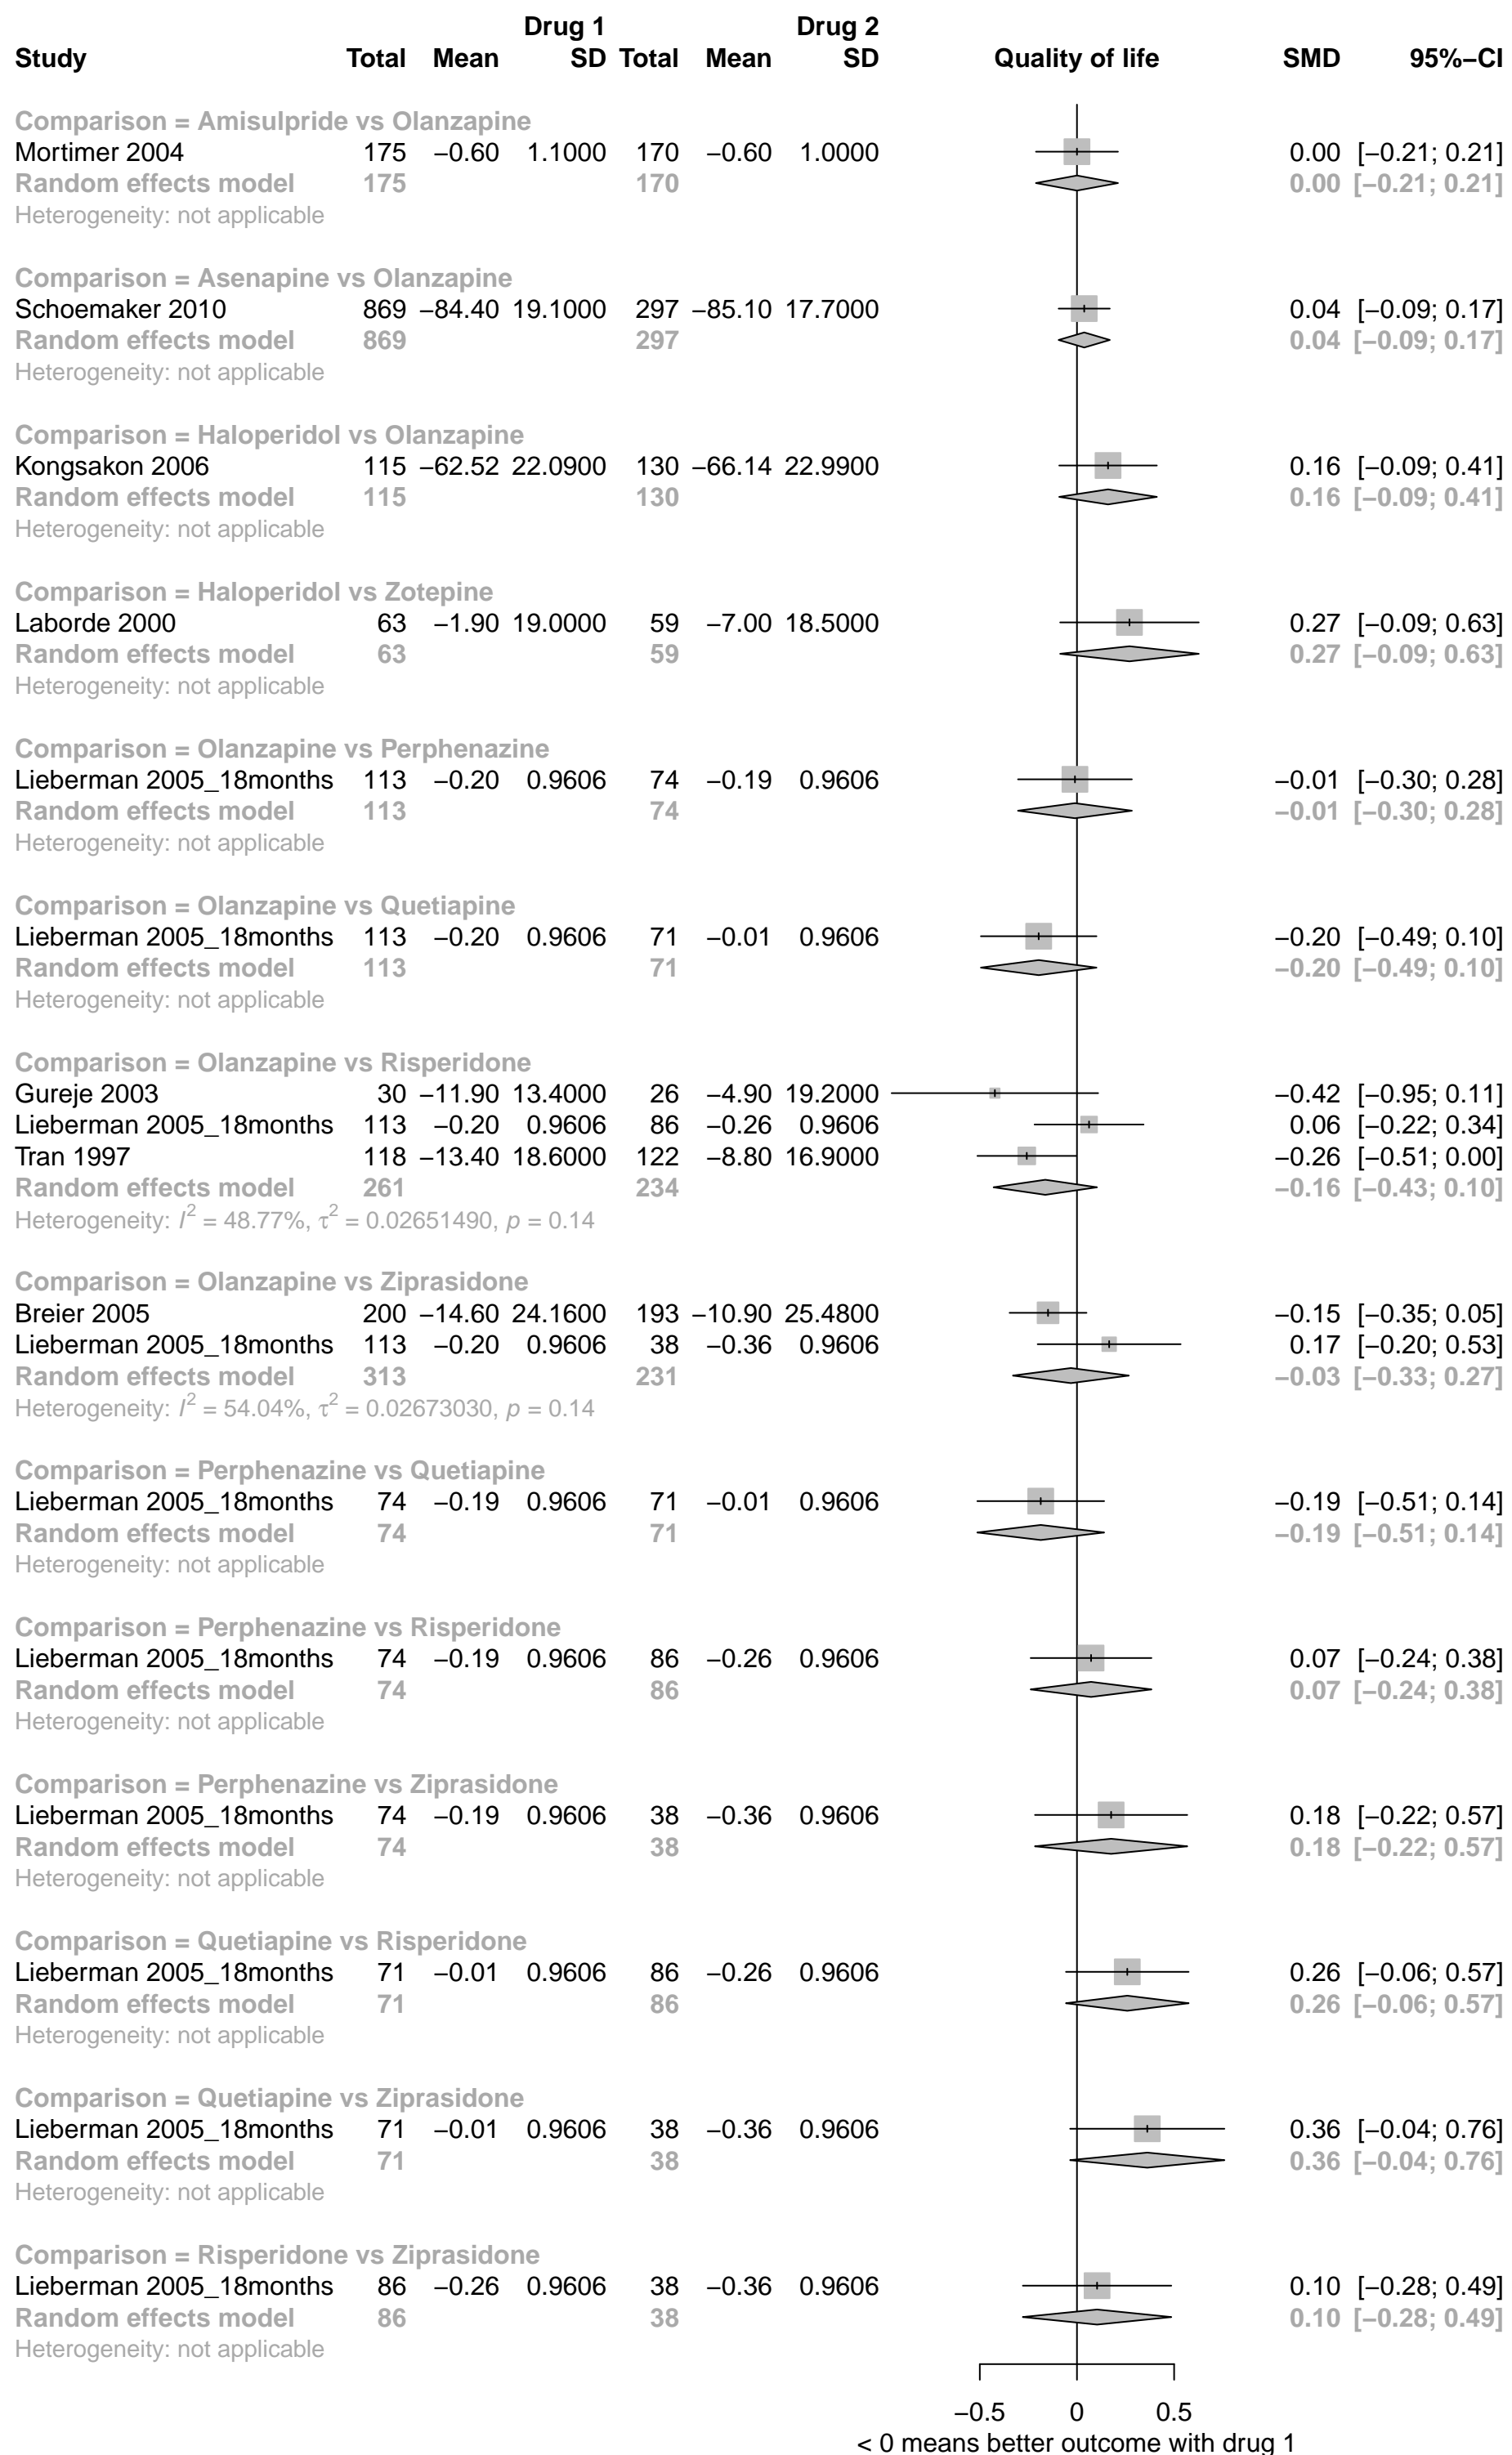 Drug 1 Drug 2
Study Total Mean SD Total Mean SD Quality of life SMD 95%−CI
Comparison = Amisulpride vs Olanzapine
Mortimer 2004 175 −0.60 1.1000 170 −0.60 1.0000 0.00 [−0.21; 0.21]
Random effects model 175 170 0.00 [−0.21; 0.21]
Heterogeneity: not applicable
Comparison = Asenapine vs Olanzapine
Schoemaker 2010 869 −84.40 19.1000 297 −85.10 17.7000 0.04 [−0.09; 0.17]
Random effects model 869 297 0.04 [−0.09; 0.17]
Heterogeneity: not applicable
Comparison = Haloperidol vs Olanzapine
Kongsakon 2006 115 −62.52 22.0900 130 −66.14 22.9900 0.16 [−0.09; 0.41]
Random effects model 115 130 0.16 [−0.09; 0.41]
Heterogeneity: not applicable
Comparison = Haloperidol vs Zotepine
Laborde 2000 63 −1.90 19.0000 59 −7.00 18.5000 0.27 [−0.09; 0.63]
Random effects model 63 59 0.27 [−0.09; 0.63]
Heterogeneity: not applicable
Comparison = Olanzapine vs Perphenazine
Lieberman 2005_18months 113 −0.20 0.9606 74 −0.19 0.9606 −0.01 [−0.30; 0.28]
Random effects model 113 74 −0.01 [−0.30; 0.28]
Heterogeneity: not applicable
Comparison = Olanzapine vs Quetiapine
Lieberman 2005_18months 113 −0.20 0.9606 71 −0.01 0.9606 −0.20 [−0.49; 0.10]
Random effects model 113 71 −0.20 [−0.49; 0.10]
Heterogeneity: not applicable
Comparison = Olanzapine vs Risperidone
Gureje 2003 30 −11.90 13.4000 26 −4.90 19.2000 −0.42 [−0.95; 0.11]
Lieberman 2005_18months 113 −0.20 0.9606 86 −0.26 0.9606 0.06 [−0.22; 0.34]
Tran 1997 118 −13.40 18.6000 122 −8.80 16.9000 −0.26 [−0.51; 0.00]
Random effects model 261 234 −0.16 [−0.43; 0.10]
Heterogeneity: I² = 48.77%, τ² = 0.02651490, p = 0.14
Comparison = Olanzapine vs Ziprasidone
Breier 2005 200 −14.60 24.1600 193 −10.90 25.4800 −0.15 [−0.35; 0.05]
Lieberman 2005_18months 113 −0.20 0.9606 38 −0.36 0.9606 0.17 [−0.20; 0.53]
Random effects model 313 231 −0.03 [−0.33; 0.27]
Heterogeneity: I² = 54.04%, τ² = 0.02673030, p = 0.14
Comparison = Perphenazine vs Quetiapine
Lieberman 2005_18months 74 −0.19 0.9606 71 −0.01 0.9606 −0.19 [−0.51; 0.14]
Random effects model 74 71 −0.19 [−0.51; 0.14]
Heterogeneity: not applicable
Comparison = Perphenazine vs Risperidone
Lieberman 2005_18months 74 −0.19 0.9606 86 −0.26 0.9606 0.07 [−0.24; 0.38]
Random effects model 74 86 0.07 [−0.24; 0.38]
Heterogeneity: not applicable
Comparison = Perphenazine vs Ziprasidone
Lieberman 2005_18months 74 −0.19 0.9606 38 −0.36 0.9606 0.18 [−0.22; 0.57]
Random effects model 74 38 0.18 [−0.22; 0.57]
Heterogeneity: not applicable
Comparison = Quetiapine vs Risperidone
Lieberman 2005_18months 71 −0.01 0.9606 86 −0.26 0.9606 0.26 [−0.06; 0.57]
Random effects model 71 86 0.26 [−0.06; 0.57]
Heterogeneity: not applicable
Comparison = Quetiapine vs Ziprasidone
Lieberman 2005_18months 71 −0.01 0.9606 38 −0.36 0.9606 0.36 [−0.04; 0.76]
Random effects model 71 38 0.36 [−0.04; 0.76]
Heterogeneity: not applicable
Comparison = Risperidone vs Ziprasidone
Lieberman 2005_18months 86 −0.26 0.9606 38 −0.36 0.9606 0.10 [−0.28; 0.49]
Random effects model 86 38 0.10 [−0.28; 0.49]
Heterogeneity: not applicable
−0.5 0 0.5
< 0 means better outcome with drug 1